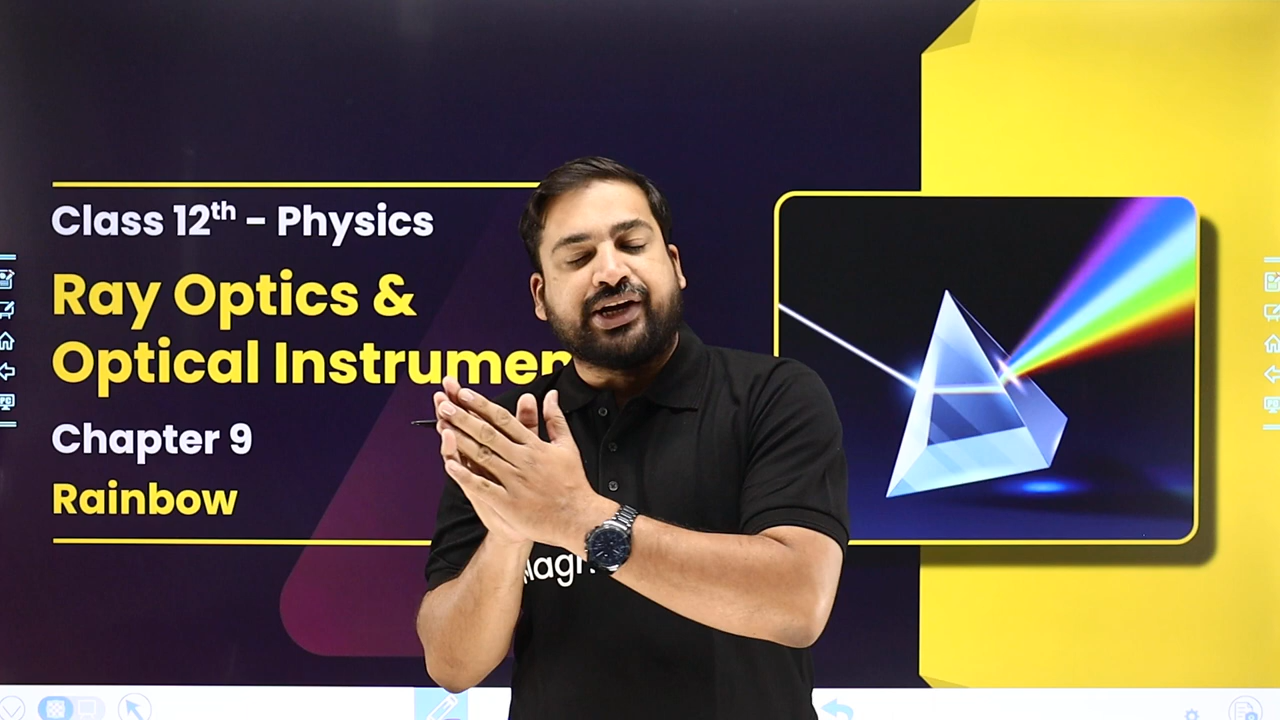 Class 12th - Physics
Ray Optics &
Optical Instrumen
Chapter 9
Rainbow